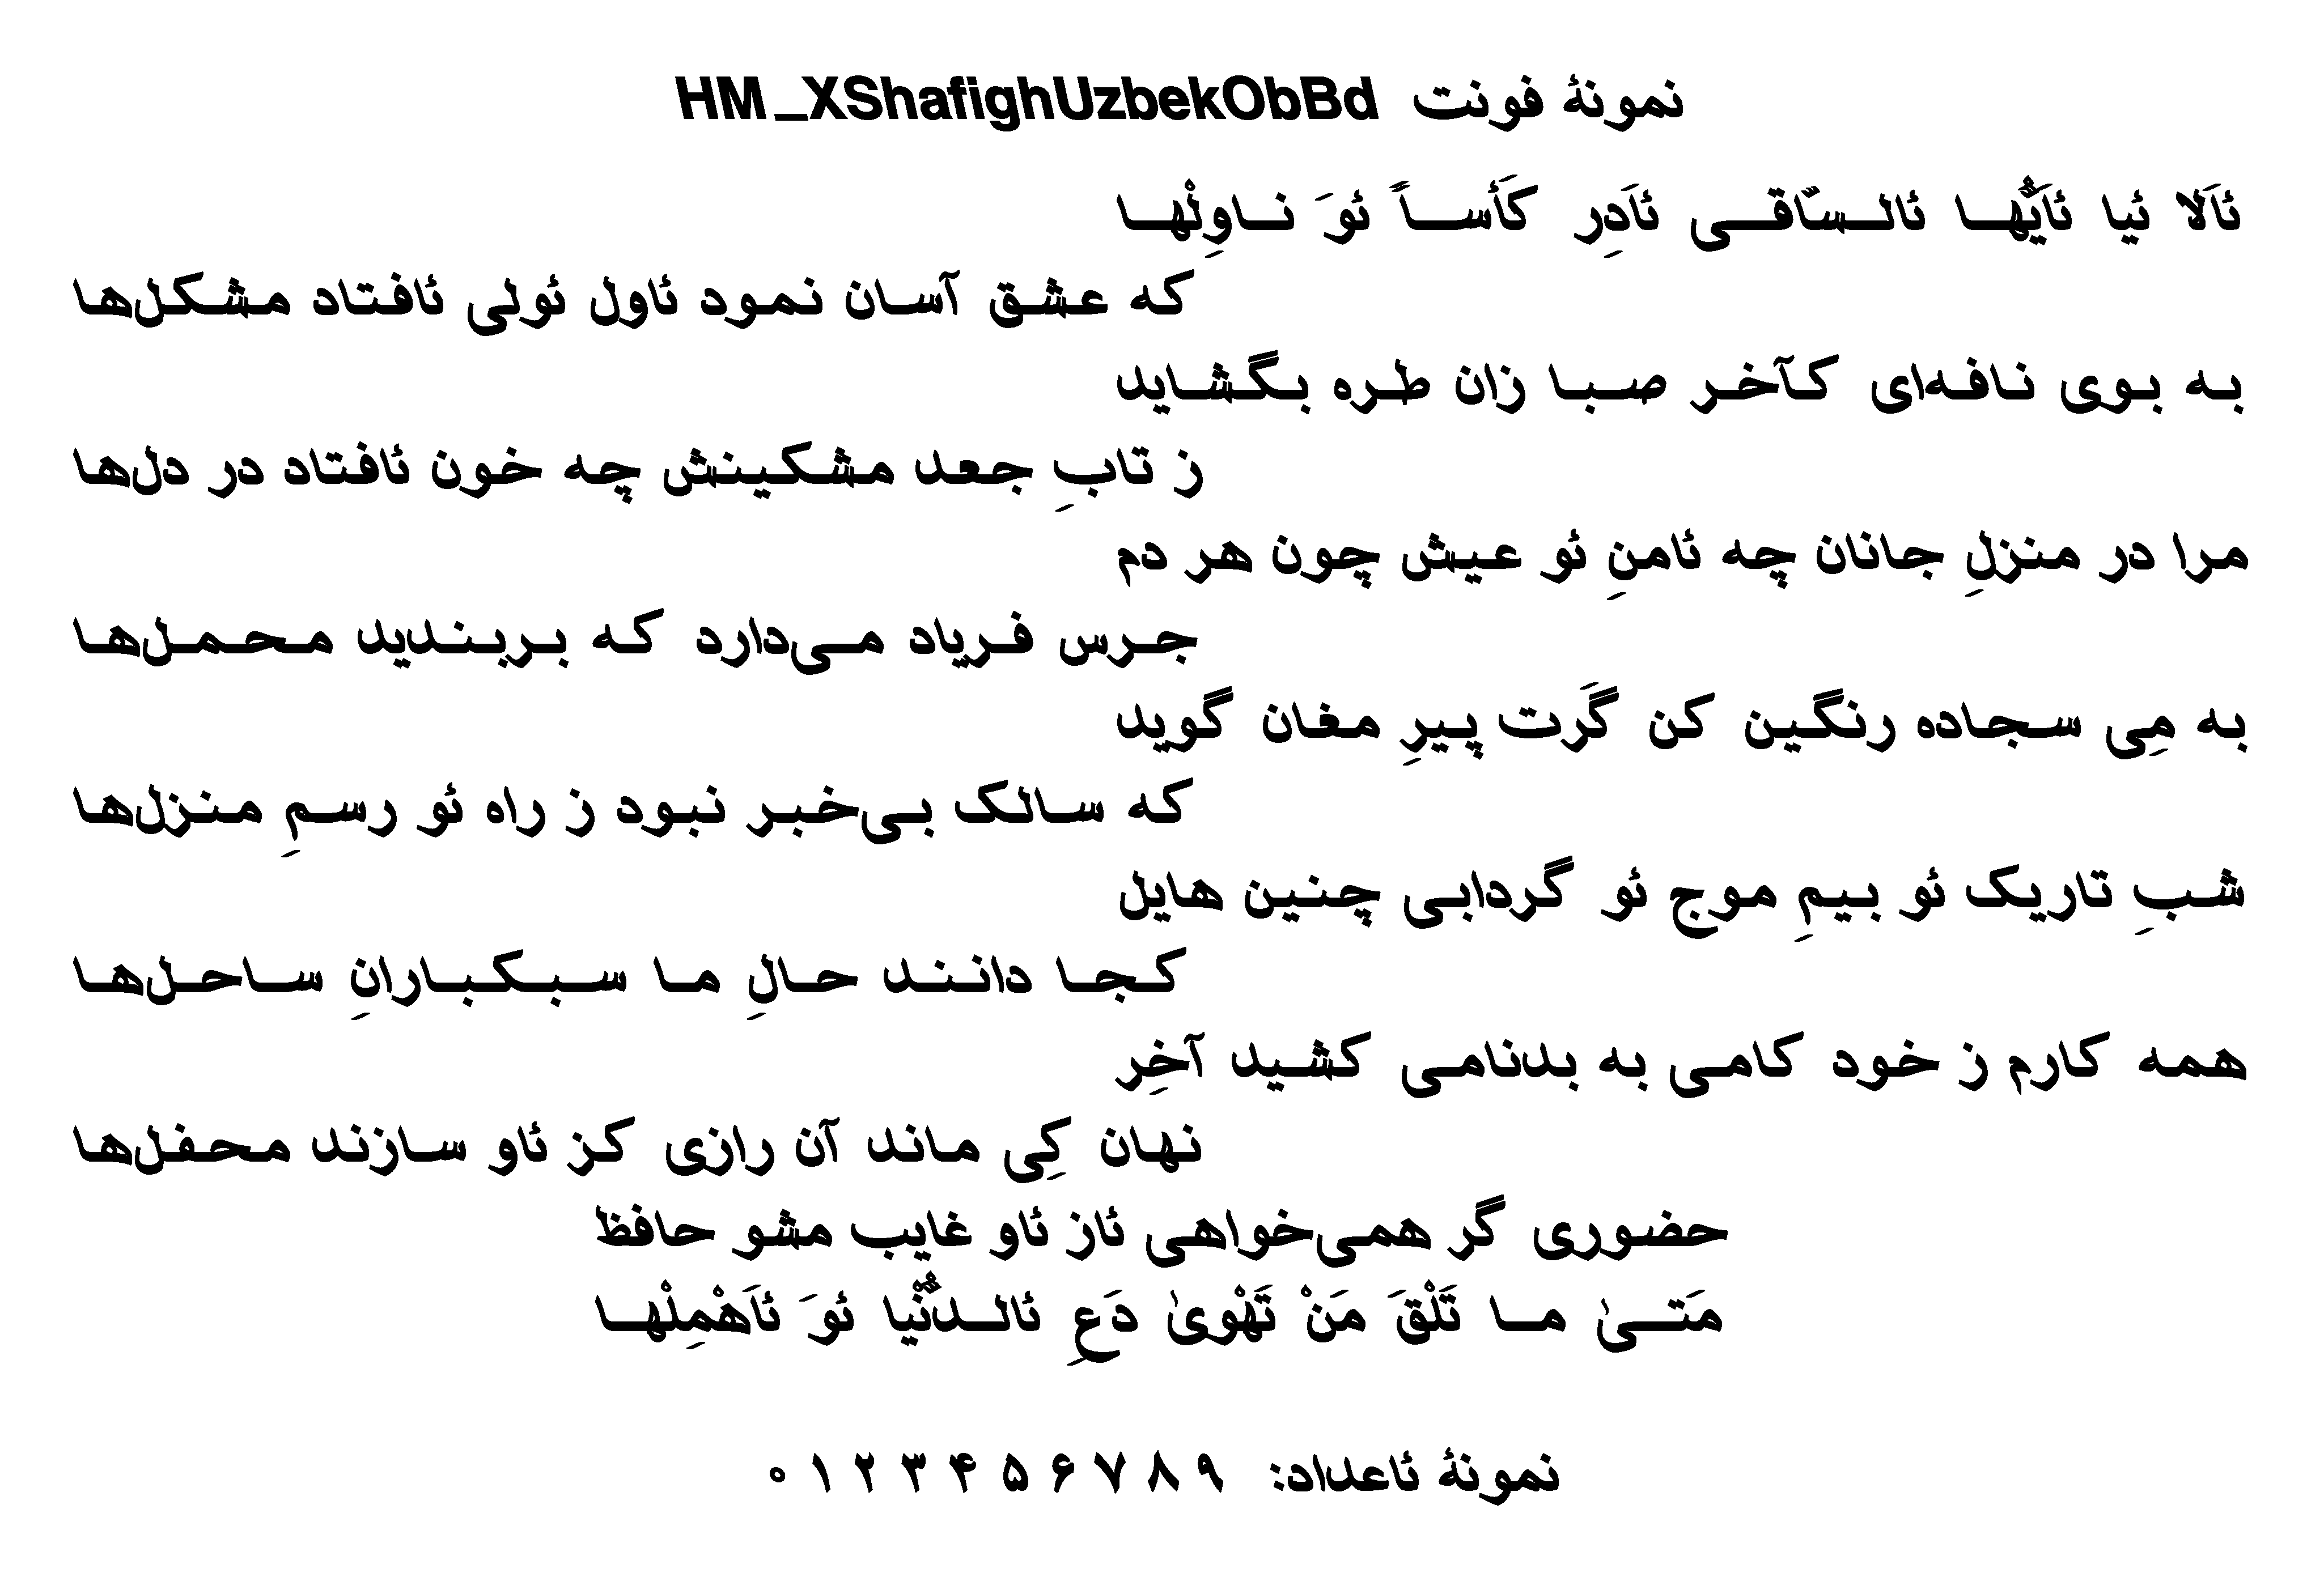 نمونهٔ فونت HM_XShafighUzbekObBd
ئاَلا ئیا ئاَیُّها ئالسّاقی ئاَدِر کَأْساً ئوَ ناوِلْها
که عشق آسان نمود ئاول ئولی ئافتاد مشکل‌ها
به بوی نافه‌ای کآخر صبا زان طره بگشاید
ز تابِ جعد مشکینش چه خون ئافتاد در دل‌ها
مرا در منزلِ جانان چه ئامنِ ئو عیش چون هر دم
جرس فریاد می‌دارد که بربندید محمل‌ها
به مِی سجاده رنگین کن گَرت پیرِ مغان گوید
که سالک بی‌خبر نبود ز راه ئو رسمِ منزل‌ها
شبِ تاریک ئو بیمِ موج ئو گردابی چنین هایل
کجا دانند حالِ ما سبکبارانِ ساحل‌ها
همه کارم ز خود کامی به بدنامی کشید آخِر
نهان کِی ماند آن رازی کز ئاو سازند محفل‌ها
حضوری گر همی‌خواهی ئاز ئاو غایب مشو حافظ
مَتیٰ ما تَلْقَ مَنْ تَهْویٰ دَعِ ئالدُّنْیا ئوَ ئاَهْمِلْها
نمونهٔ ئاعداد: ۹ ۸ ۷ ۶ ۵ ۴ ۳ ۲ ۱ ۰